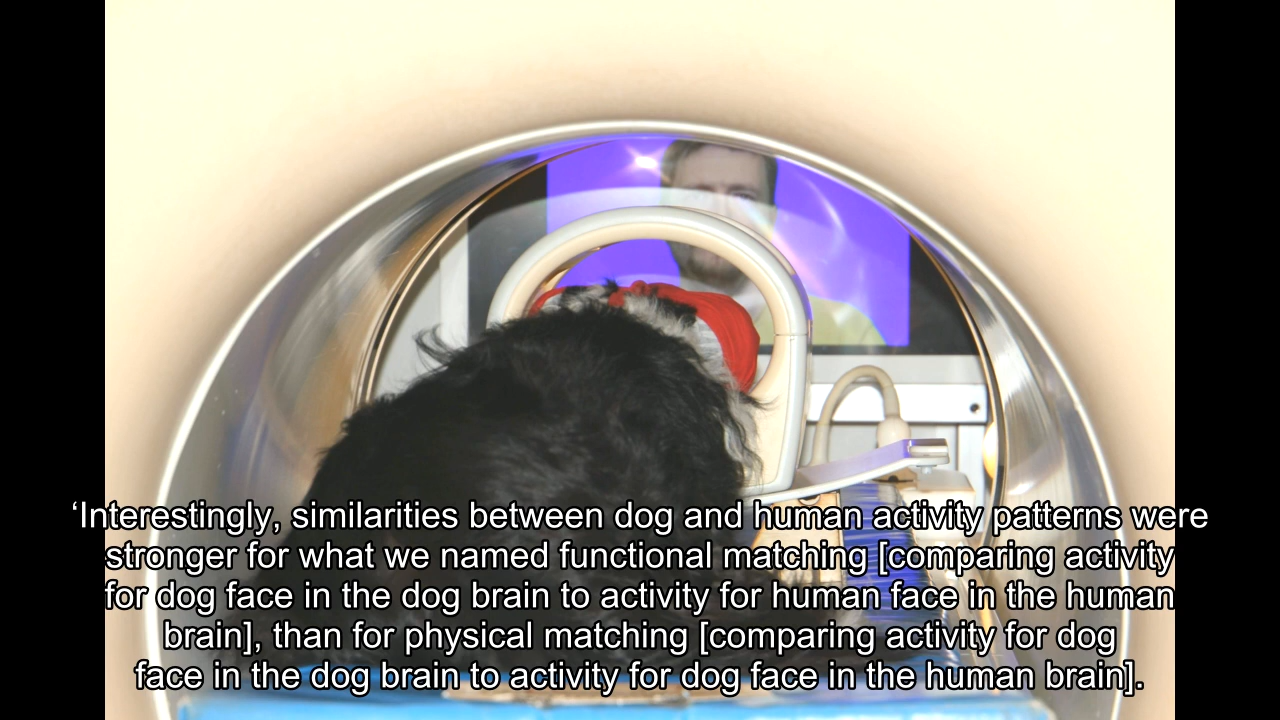 ‘Interestingly, similarities between dog and human activity patterns were
stronger for what we named functional matching [comparing activity
for dog face in the dog brain to activity for human face in the human
brain], than for physical matching [comparing activity for dog
face in the dog brain to activity for dog face in the human brain].